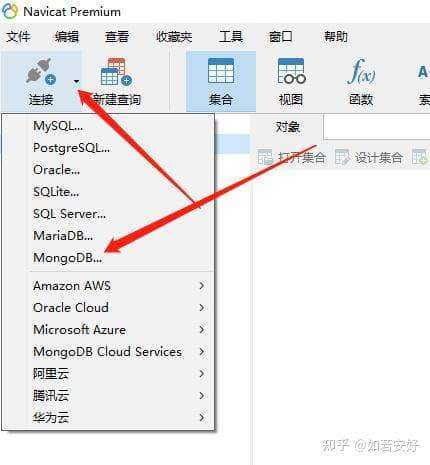 Navicat Premium
文件 编辑 查看 收藏夹 工具 窗口 帮助
f(x) A
连接 新建查询 集合 视图 函数 索
MySQL...
PostgreSQL...
Oracle...
SQLite...
SQL Server...
MariaDB...
MongoDB...
Amazon AWS
Oracle Cloud
Microsoft Azure
MongoDB Cloud Services
阿里云
腾讯云
华为云
对象
打开集合 设计集合
知乎 @如若安好